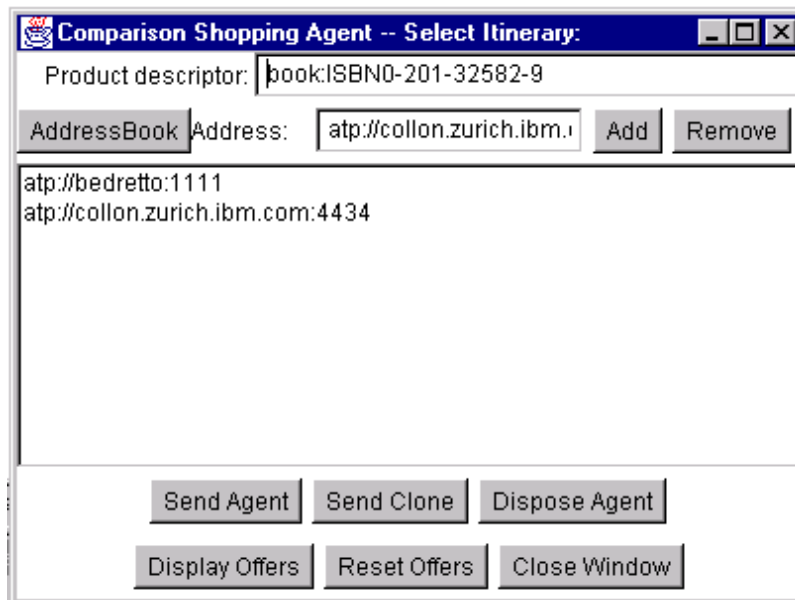 Comparison Shopping Agent -- Select Itinerary:
Product descriptor: book:ISBN0-201-32582-9
AddressBook Address: atp://collon.zurich.ibm. Add Remove
atp://bedretto:1111
atp://collon.zurich.ibm.com:4434
Send Agent Send Clone Dispose Agent
Display Offers Reset Offers Close Window